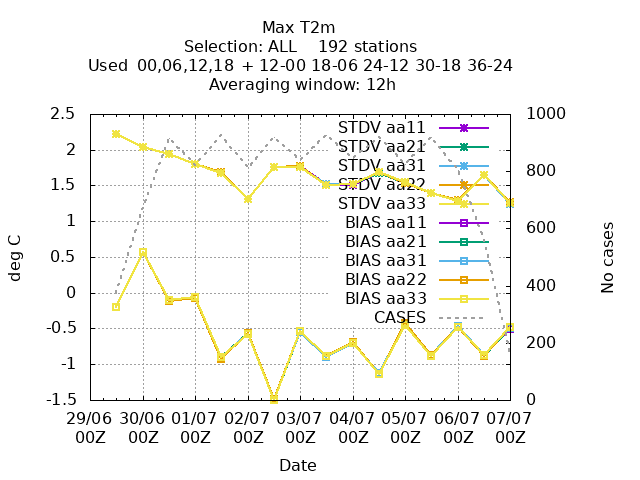 Max T2m
Selection: ALL    192 stations
Used  00,06,12,18  + 12-00 18-06 24-12 30-18 36-24
Averaging window: 12h
2.5
2
1.5
1
0.5
0
-0.5
-1
-1.5
deg C
1000
800
600
400
200
0
No cases
STDV aa11
STDV aa21
STDV aa31
STDV aa22
STDV aa33
BIAS aa11
BIAS aa21
BIAS aa31
BIAS aa22
BIAS aa33
CASES
29/06 30/06 01/07 02/07 03/07 04/07 05/07 06/07 07/07
00Z 00Z 00Z 00Z 00Z 00Z 00Z 00Z 00Z
Date